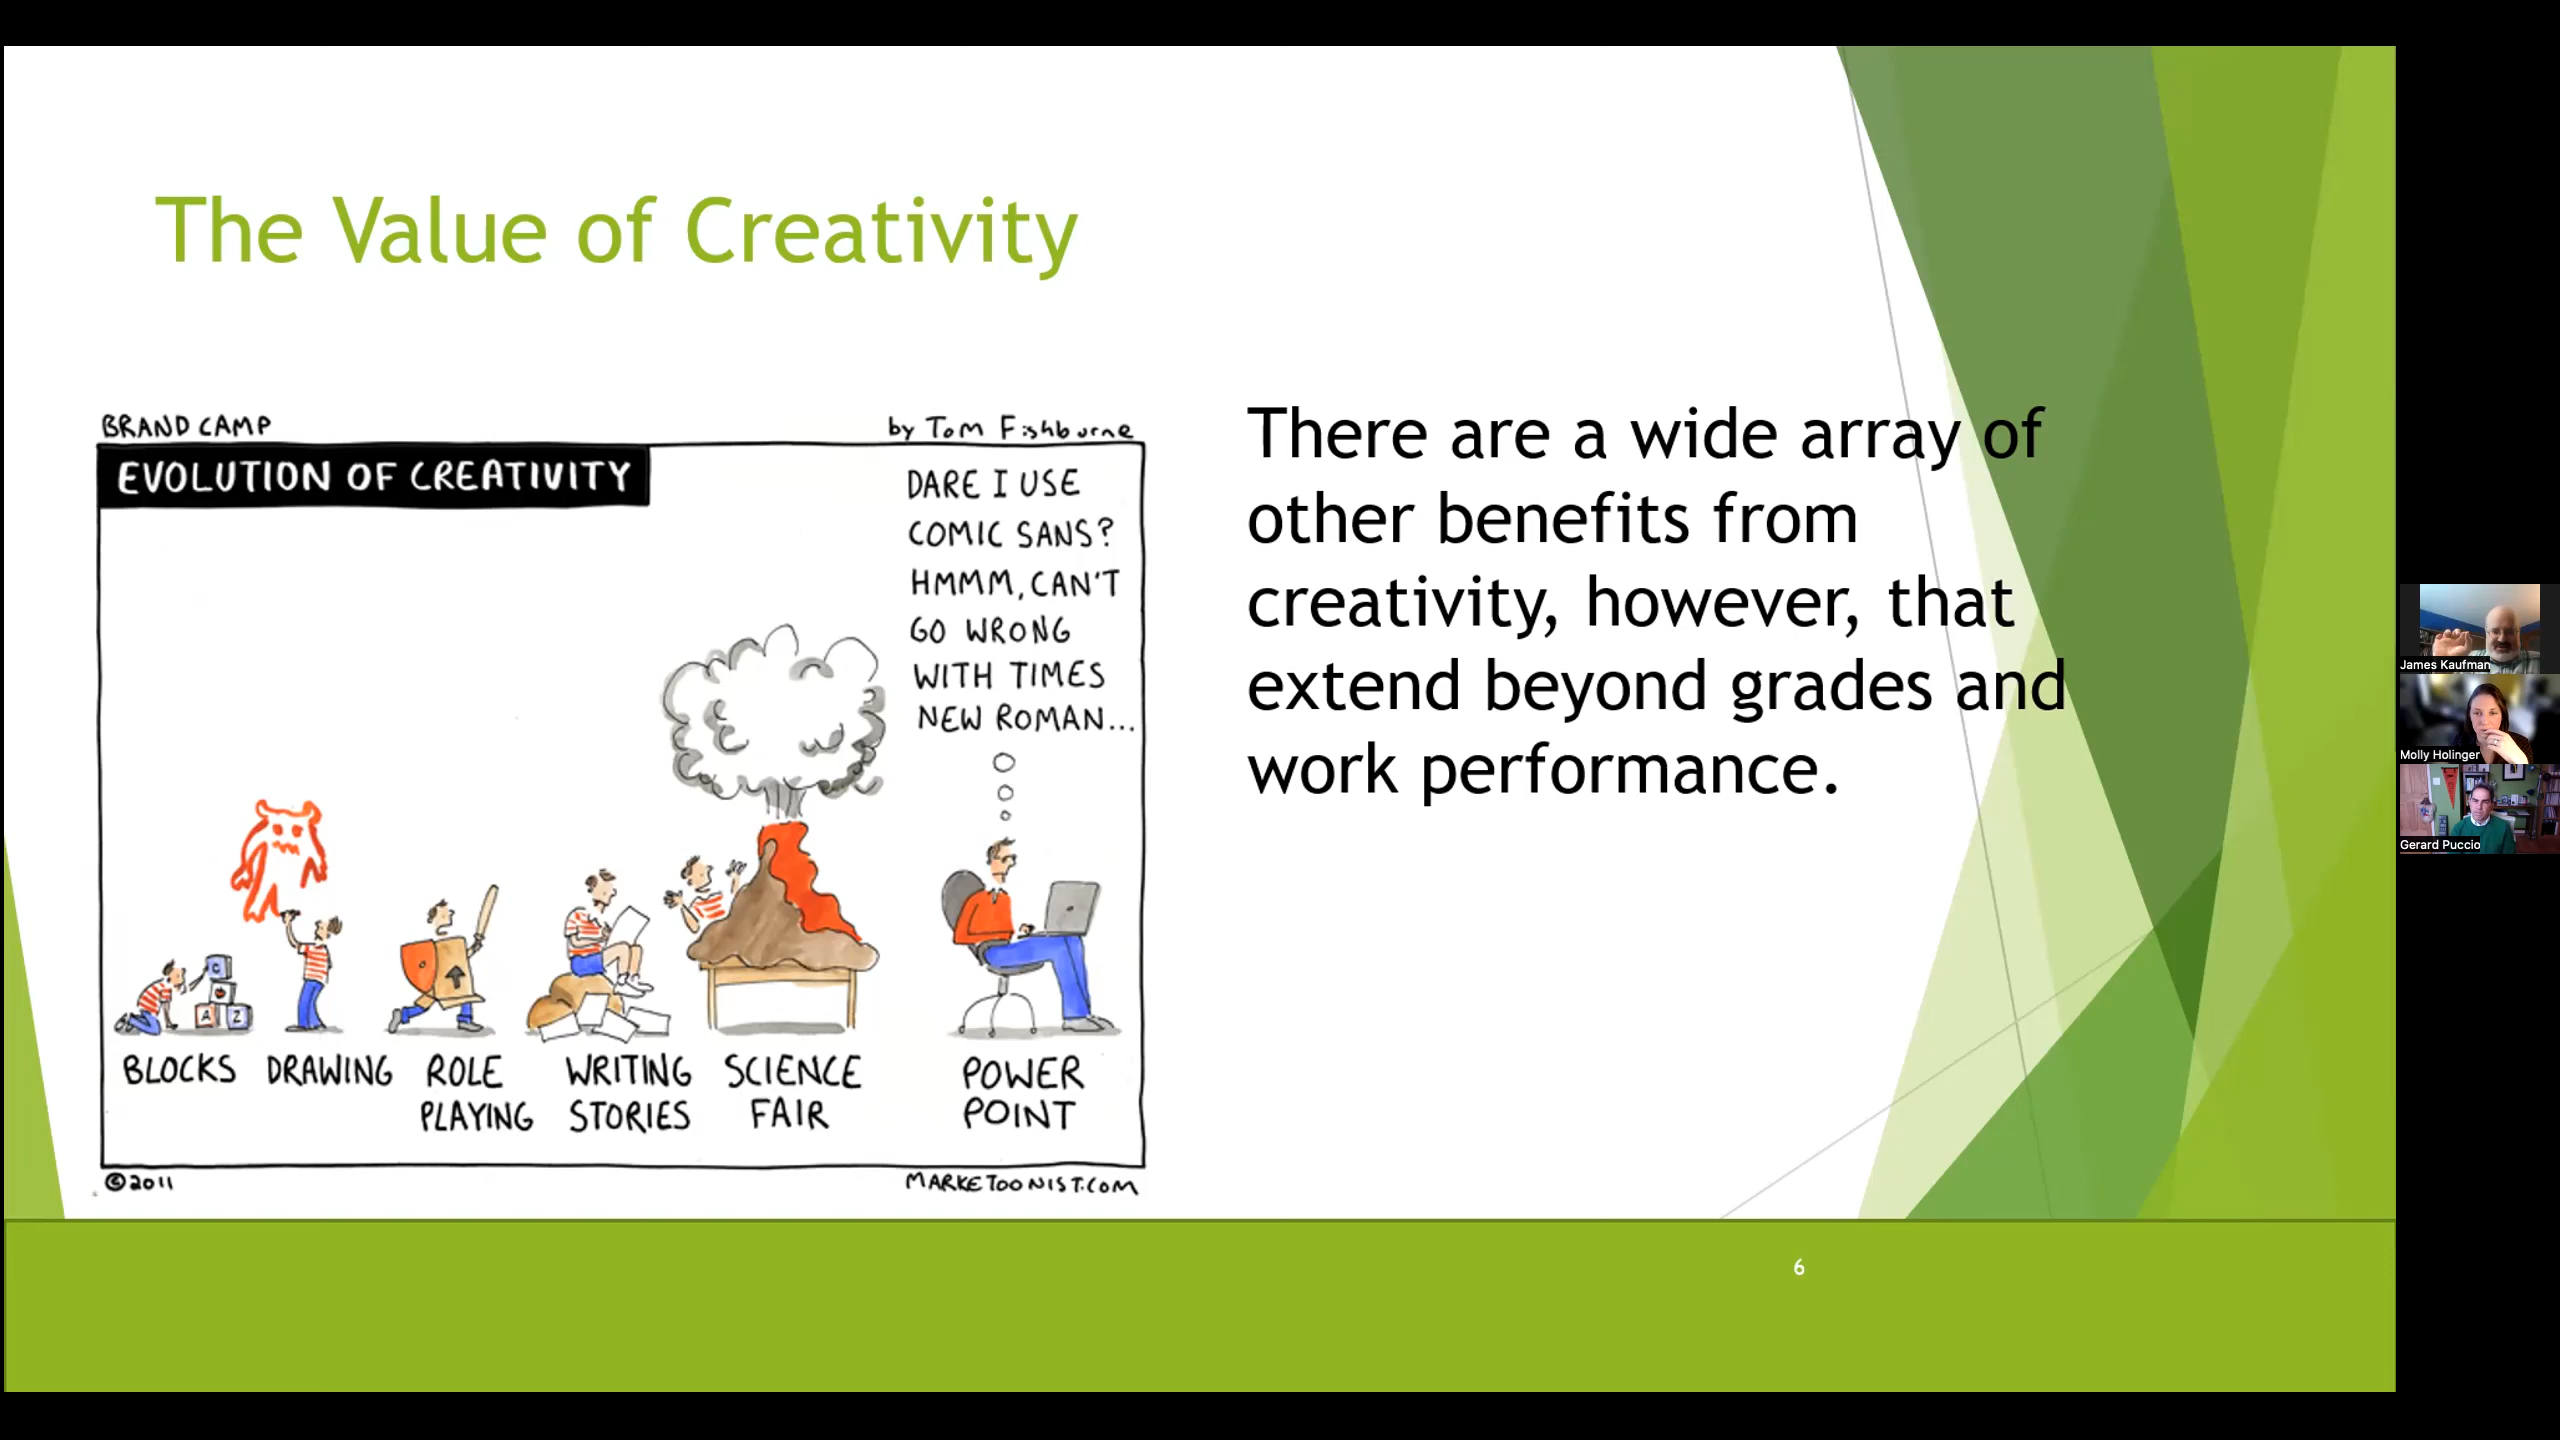 The Value of Creativity
BRAND CAMP
by Tom Fishburne
EVOLUTION OF CREATIVITY
DARE I USE
COMIC SANS?
HMMM, CAN'T
GO WRONG
WITH TIMES
NEW ROMAN...
C
A
Z
BLOCKS
DRAWING
ROLE
PLAYING
WRITING
STORIES
SCIENCE
FAIR
POWER
POINT
©2011
MARKETOONIST.COM
There are a wide array of
other benefits from
creativity, however, that
extend beyond grades and
work performance.
6
James Kaufman
Molly Holinger
Gerard Puccio